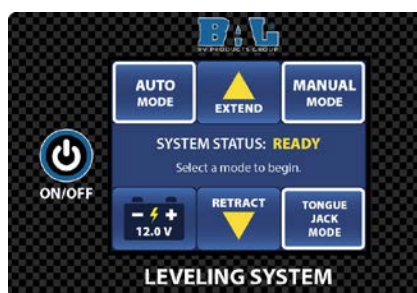 BAL
RV PRODUCTS GROUP
AUTO
MODE
EXTEND
MANUAL
MODE
SYSTEM STATUS: READY
Select a mode to begin.
ON/OFF
12.0 V
RETRACT
TONGUE
JACK
MODE
LEVELING SYSTEM